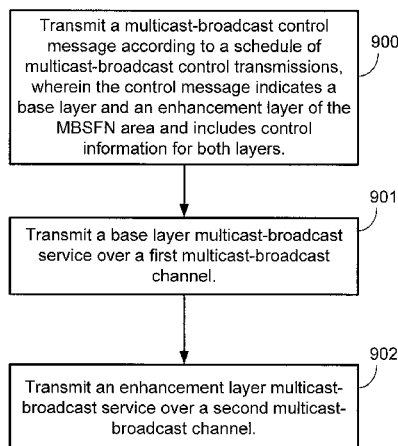 Transmit a multicast-broadcast control
message according to a schedule of
multicast-broadcast control transmissions,
wherein the control message indicates a
base layer and an enhancement layer of the
MBSFN area and includes control
information for both layers.
900
901
Transmit a base layer multicast-broadcast
service over a first multicast-broadcast
channel.
902
Transmit an enhancement layer multicast-
broadcast service over a second multicast-
broadcast channel.